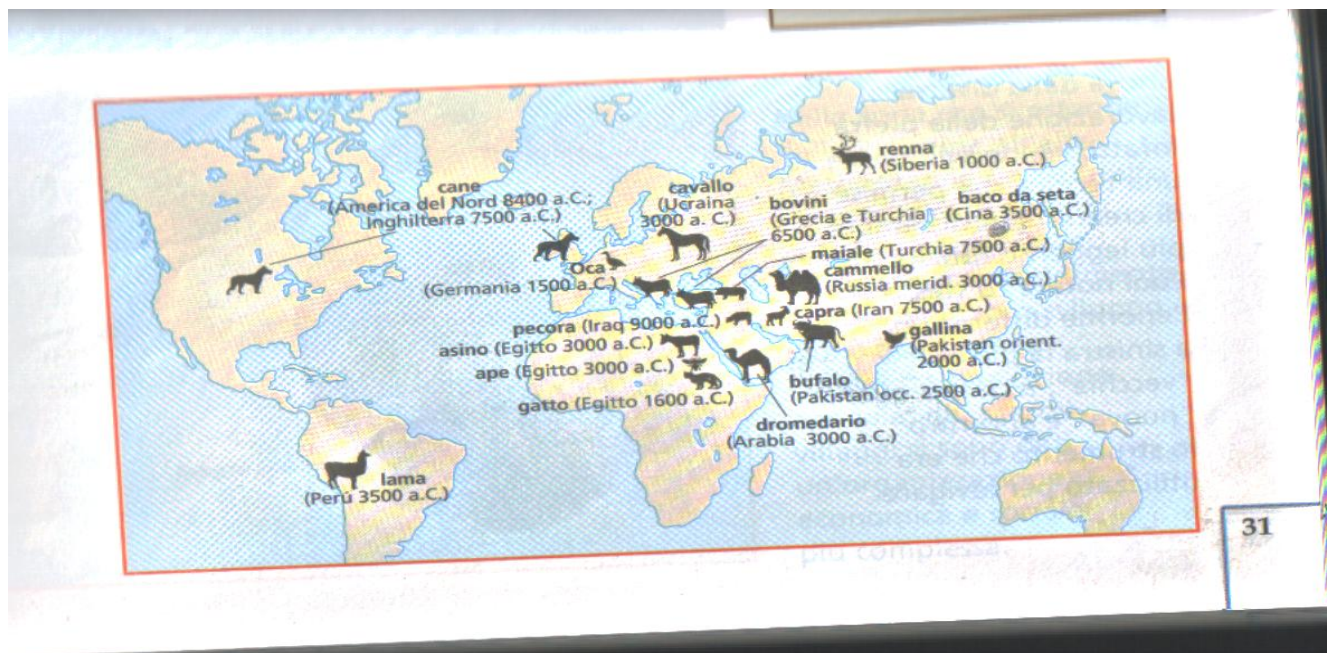 renna
(Siberia 1000 a.C.)
cane
(America del Nord 8400 a.C.;
Inghilterra 7500 a.C.)
cavallo
(Ucraina
3000 a. C.)
bovini
(Grecia e Turchia
6500 a.C.)
baco da seta
(Cina 3500 a.C.)
maiale (Turchia 7500 a.C.)
Oca
(Germania 1500 a.C.)
cammello
(Russia merid. 3000 a.C.)
capra (Iran 7500 a.C.)
pecora (Iraq 9000 a.C.)
asino (Egitto 3000 a.C.)
ape (Egitto 3000 a.C.)
gatto (Egitto 1600 a.C.)
gallina
(Pakistan orient.
2000 a.C.)
bufalo
(Pakistan occ. 2500 a.C.)
dromedario
(Arabia 3000 a.C.)
lama
(Perú 3500 a.C.)
31